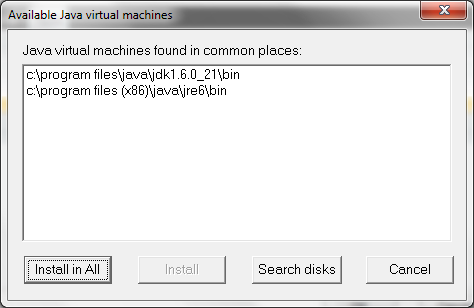 Available Java virtual machines
Java virtual machines found in common places:
c:\program files\java\jdk1.6.0_21\bin
c:\program files (x86)\java\jre6\bin
Install in All Install Search disks Cancel